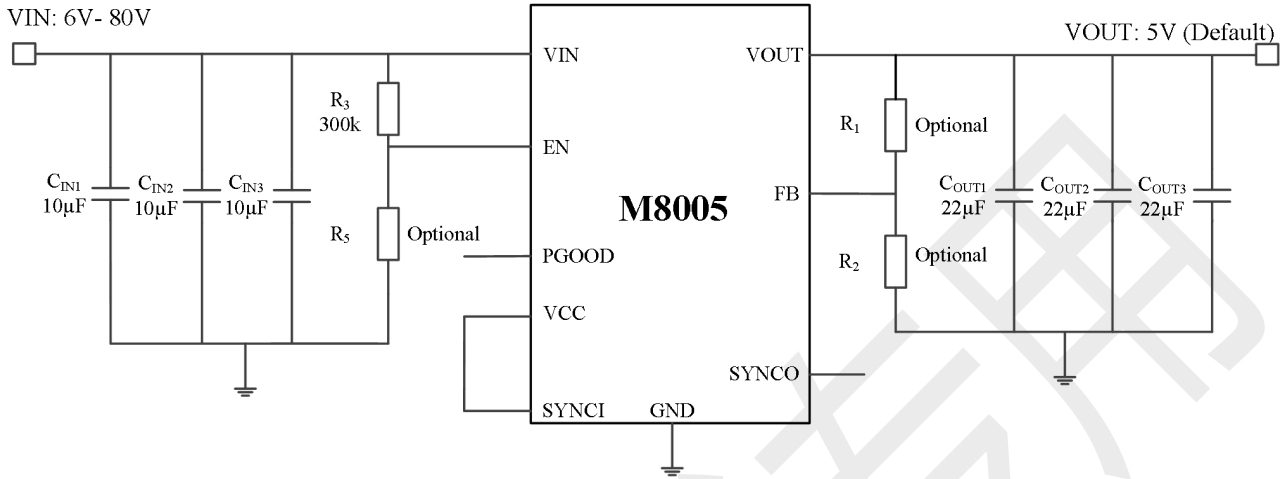 VIN: 6V- 80V
VOUT: 5V (Default)
VIN
VOUT
R3
300k
R1
Optional
EN
CIN1
10μF
CIN2
10μF
CIN3
10μF
M8005
FB
COUT1
22μF
COUT2
22μF
COUT3
22μF
R5
Optional
PGOOD
R2
Optional
VCC
SYNCO
SYNCI
GND
用